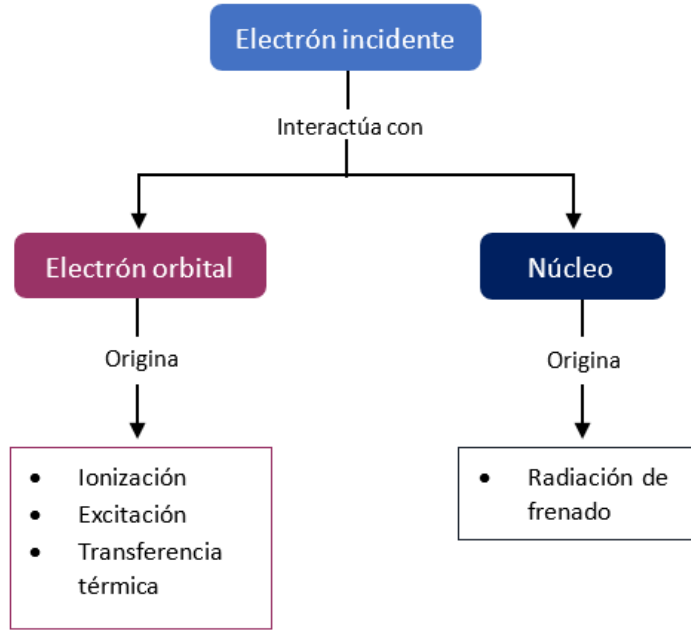 Electrón incidente
Interactúa con
Electrón orbital
Núcleo
Origina
Origina
• Ionización
• Excitación
• Transferencia
térmica
• Radiación de
frenado